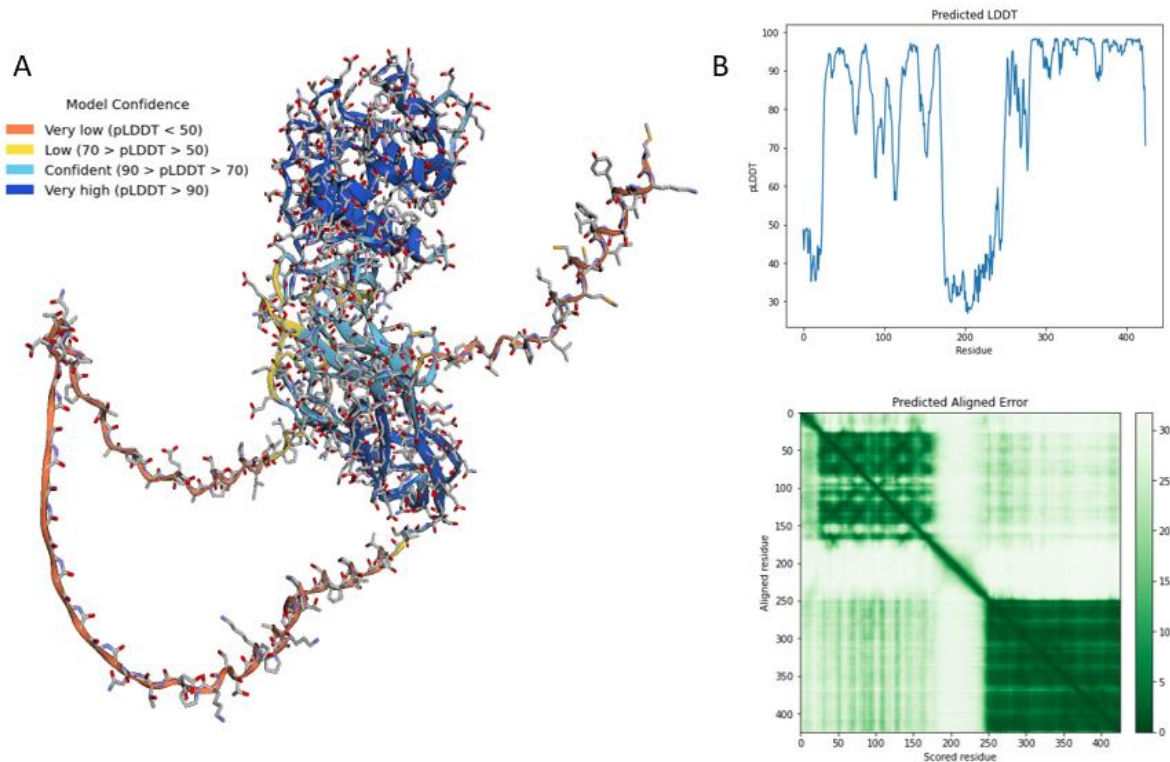 A
Model Confidence
Very low (pLDDT < 50)
Low (70 > pLDDT > 50)
Confident (90 > pLDDT > 70)
Very high (pLDDT > 90)
B
Predicted LDDT
100
90
80
70
60
50
40
30
pLDDT
0 100 200 300 400
Residue
Predicted Aligned Error
0
50
100
150
200
250
300
350
400
Aligned residue
0 50 100 150 200 250 300 350 400
Scored residue
30
25
20
15
10
5
0